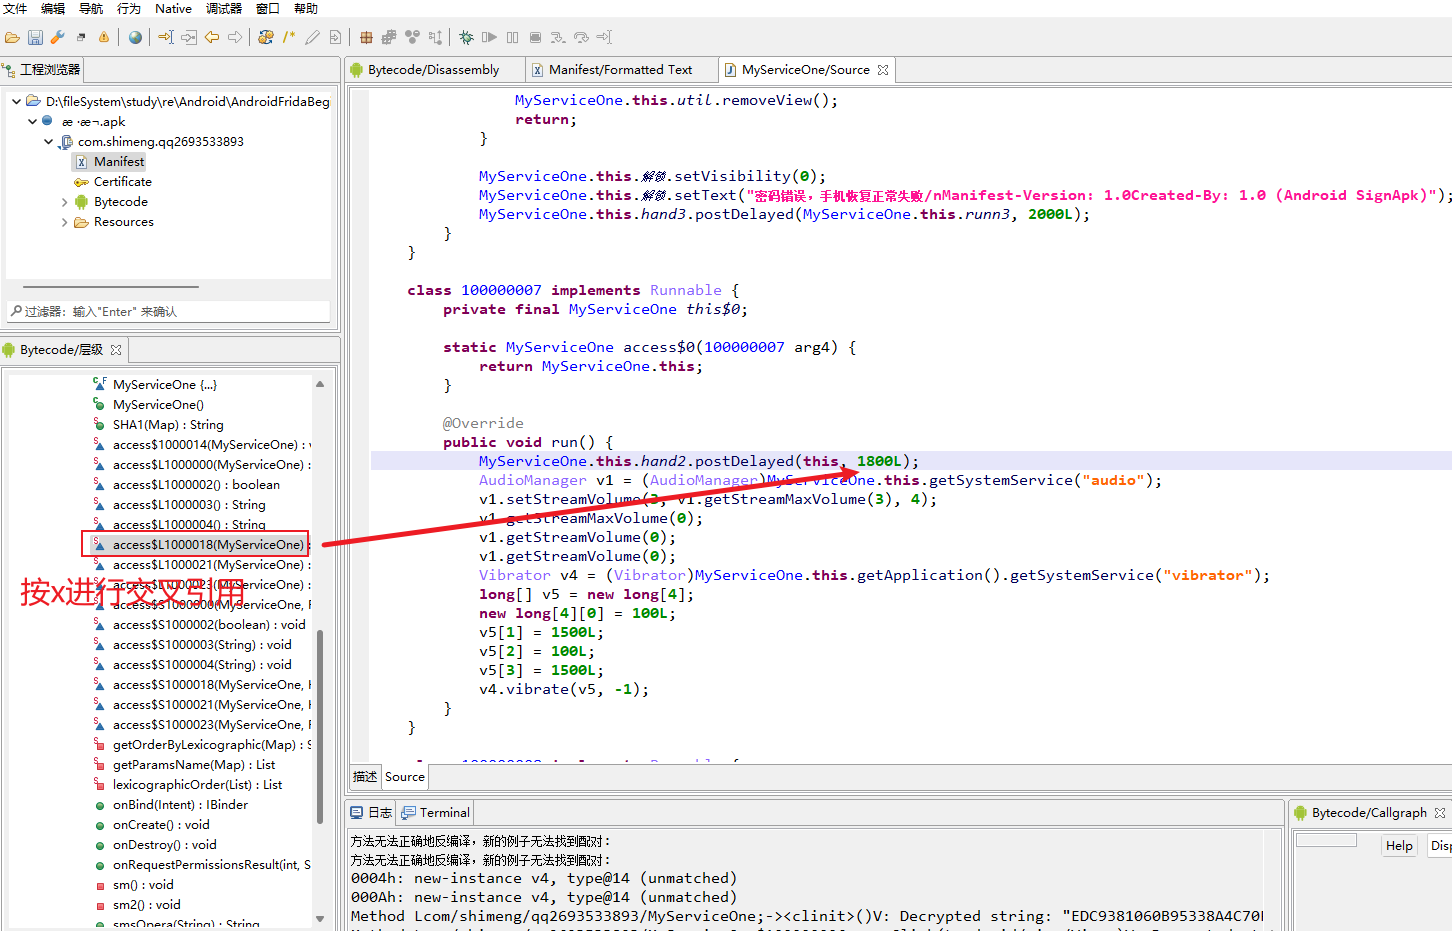 文件 编辑 导航 行为 Native 调试器 窗口 帮助
工程浏览器
D:\fileSystem\study\re\Android\AndroidFridaBeg
æ ·æ¬.apk
com.shimeng.qq2693533893
Manifest
Certificate
Bytecode
Resources
过滤器：输入"Enter" 来确认
Bytecode/层级
MyServiceOne {...}
MyServiceOne()
SHA1(Map) : String
access$1000014(MyServiceOne) : v
access$L1000000(MyServiceOne) :
access$L1000002() : boolean
access$L1000003() : String
access$L1000004() : String
access$L1000018(MyServiceOne) :
access$L1000021(MyServiceOne) :
access$L1000023(MyServiceOne) :
按x进行交叉引用
access$S1000000(MyServiceOne, F
access$S1000002(boolean) : void
access$S1000003(String) : void
access$S1000004(String) : void
access$S1000018(MyServiceOne, H
access$S1000021(MyServiceOne, H
access$S1000023(MyServiceOne, F
getOrderByLexicographic(Map) : S
getParamsName(Map) : List
lexicographicOrder(List) : List
onBind(Intent) : IBinder
onCreate() : void
onDestroy() : void
onRequestPermissionsResult(int, S
sm() : void
sm2() : void
smsOpera(String) : String
Bytecode/Disassembly Manifest/Formatted Text MyServiceOne/Source
MyServiceOne.this.util.removeView();
return;
}
MyServiceOne.this.解锁.setVisibility(0);
MyServiceOne.this.解锁.setText("密码错误，手机恢复正常失败/nManifest-Version: 1.0Created-By: 1.0 (Android SignApk)");
MyServiceOne.this.hand3.postDelayed(MyServiceOne.this.runn3, 2000L);
}
}
class 100000007 implements Runnable {
private final MyServiceOne this$0;
static MyServiceOne access$0(100000007 arg4) {
return MyServiceOne.this;
}
@Override
public void run() {
MyServiceOne.this.hand2.postDelayed(this, 1800L);
AudioManager v1 = (AudioManager)MyServiceOne.this.getSystemService("audio");
v1.setStreamVolume(3, v1.getStreamMaxVolume(3), 4);
v1.getStreamMaxVolume(0);
v1.getStreamVolume(0);
v1.getStreamVolume(0);
Vibrator v4 = (Vibrator)MyServiceOne.this.getApplication().getSystemService("vibrator");
long[] v5 = new long[4];
new long[4][0] = 100L;
v5[1] = 1500L;
v5[2] = 100L;
v5[3] = 1500L;
v4.vibrate(v5, -1);
}
}
描述 Source
日志 Terminal
方法无法正确地反编译，新的例子无法找到配对：
方法无法正确地反编译，新的例子无法找到配对：
0004h: new-instance v4, type@14 (unmatched)
000Ah: new-instance v4, type@14 (unmatched)
Method Lcom/shimeng/qq2693533893/MyServiceOne;-><clinit>()V: Decrypted string: "EDC9381060B95338A4C70
Bytecode/Callgraph
Help Disp